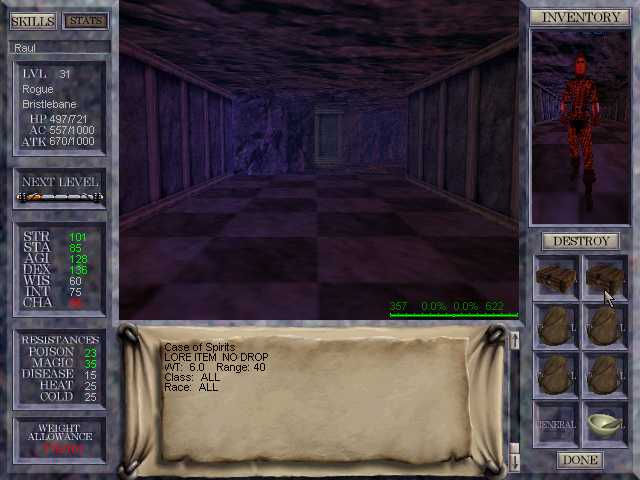 SKILLS STATS
Raul
LVL 31
Rogue
Bristlebane
HP 497/721
AC 557/1000
ATK 670/1000
NEXT LEVEL
STR 101
STA 85
AGI 128
DEX 136
WIS 60
INT 75
CHA
RESISTANCES
POISON 23
MAGIC 35
DISEASE 15
HEAT 25
COLD 25
WEIGHT
ALLOWANCE
357 0.0% 0.0% 622
Case of Spirits
LORE ITEM NO DROP
WT: 6.0 Range: 40
Class: ALL
Race: ALL
INVENTORY
DESTROY
GENERAL
DONE